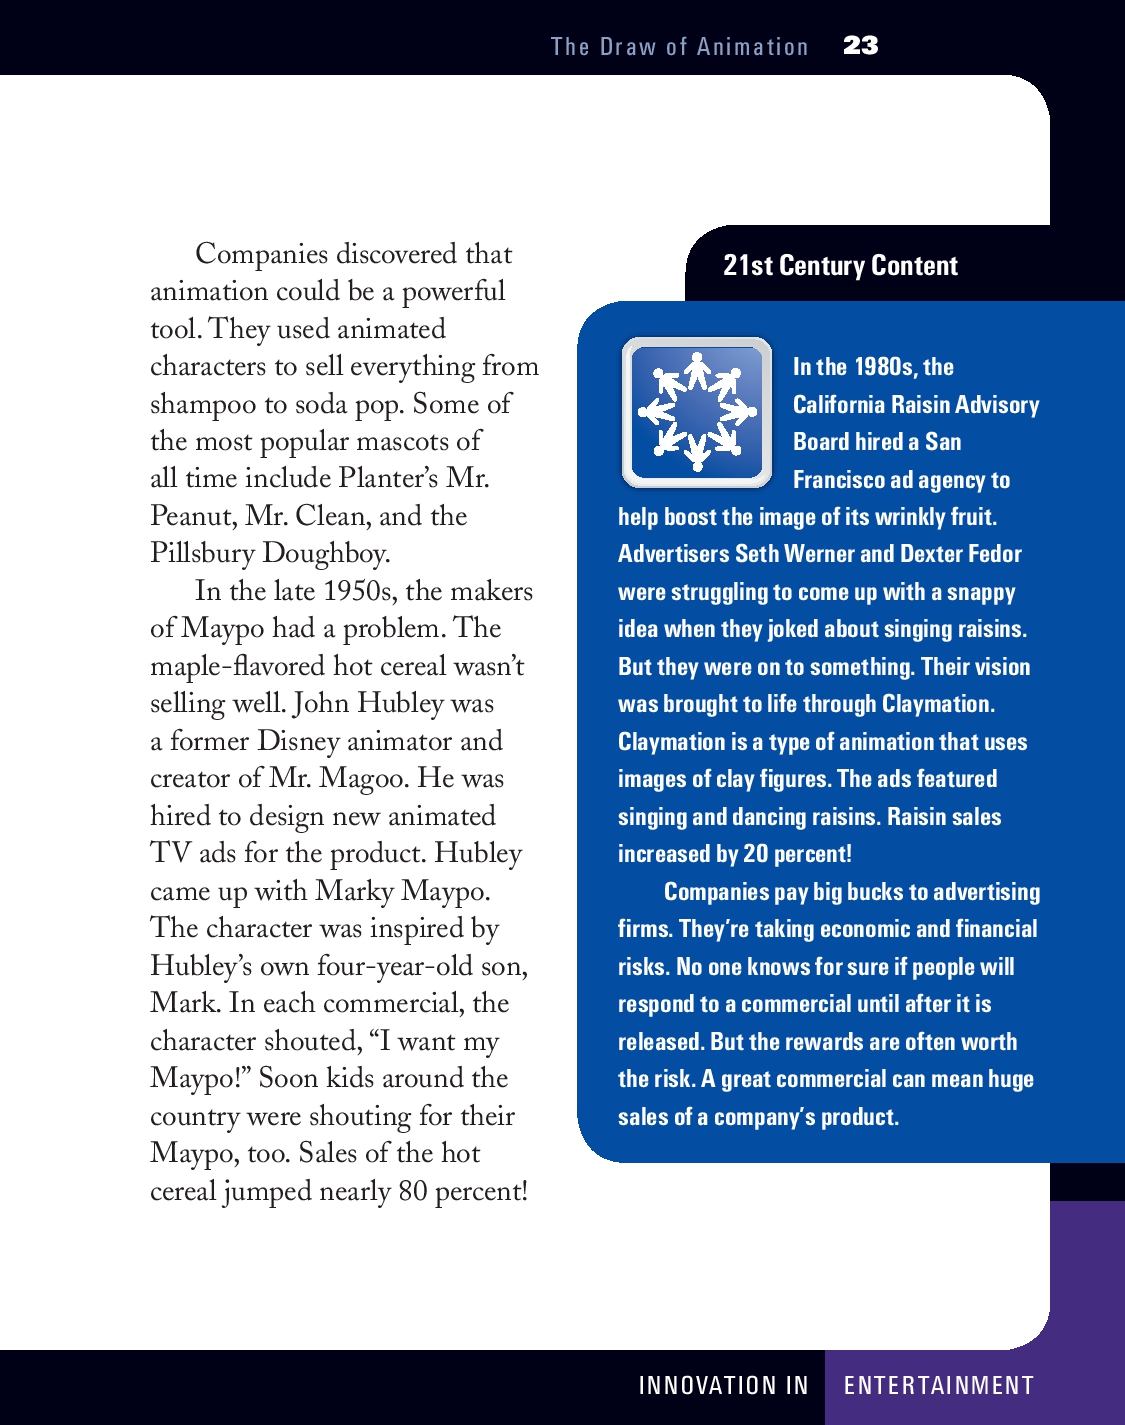 The Draw of Animation 23
Companies discovered that
animation could be a powerful
tool. They used animated
characters to sell everything from
shampoo to soda pop. Some of
the most popular mascots of
all time include Planter’s Mr.
Peanut, Mr. Clean, and the
Pillsbury Doughboy.
In the late 1950s, the makers
of Maypo had a problem. The
maple-flavored hot cereal wasn’t
selling well. John Hubley was
a former Disney animator and
creator of Mr. Magoo. He was
hired to design new animated
TV ads for the product. Hubley
came up with Marky Maypo.
The character was inspired by
Hubley’s own four-year-old son,
Mark. In each commercial, the
character shouted, “I want my
Maypo!” Soon kids around the
country were shouting for their
Maypo, too. Sales of the hot
cereal jumped nearly 80 percent!
21st Century Content
In the 1980s, the
California Raisin Advisory
Board hired a San
Francisco ad agency to
help boost the image of its wrinkly fruit.
Advertisers Seth Werner and Dexter Fedor
were struggling to come up with a snappy
idea when they joked about singing raisins.
But they were on to something. Their vision
was brought to life through Claymation.
Claymation is a type of animation that uses
images of clay figures. The ads featured
singing and dancing raisins. Raisin sales
increased by 20 percent!
Companies pay big bucks to advertising
firms. They’re taking economic and financial
risks. No one knows for sure if people will
respond to a commercial until after it is
released. But the rewards are often worth
the risk. A great commercial can mean huge
sales of a company’s product.
INNOVATION IN ENTERTAINMENT